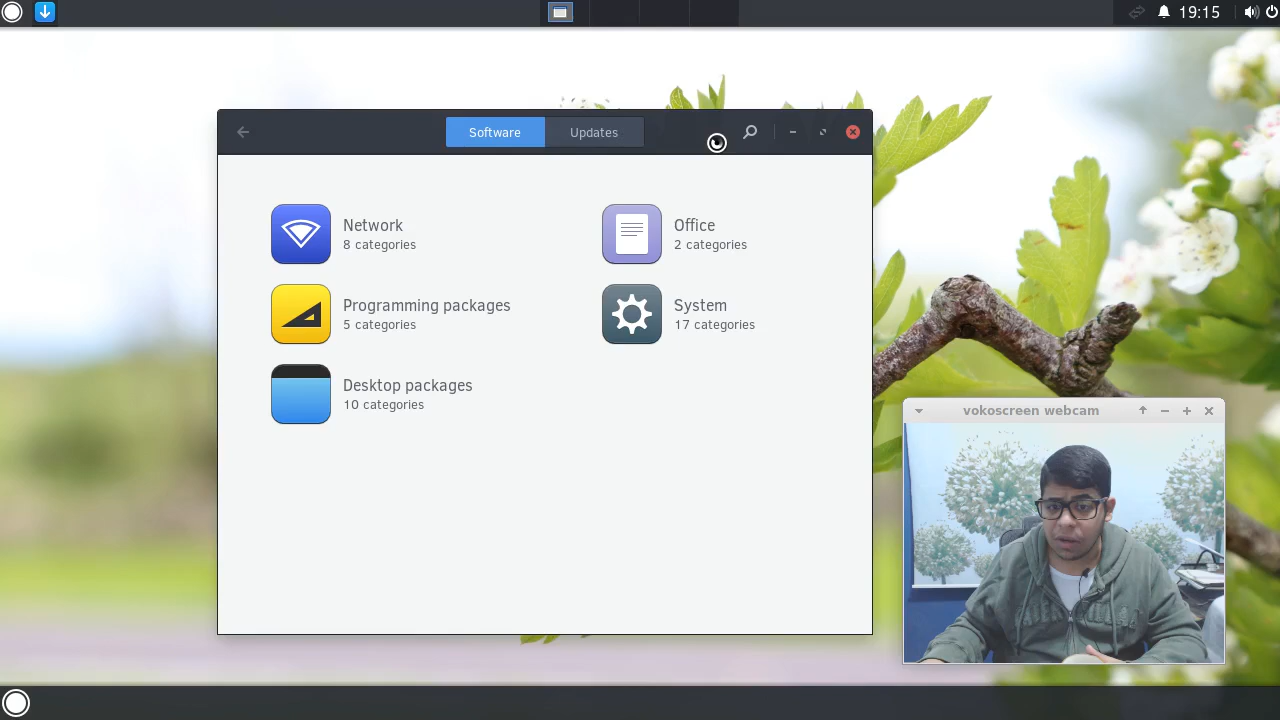 19:15
Software
Updates
Network
8 categories
Office
2 categories
Programming packages
5 categories
System
17 categories
Desktop packages
10 categories
vokoscreen webcam